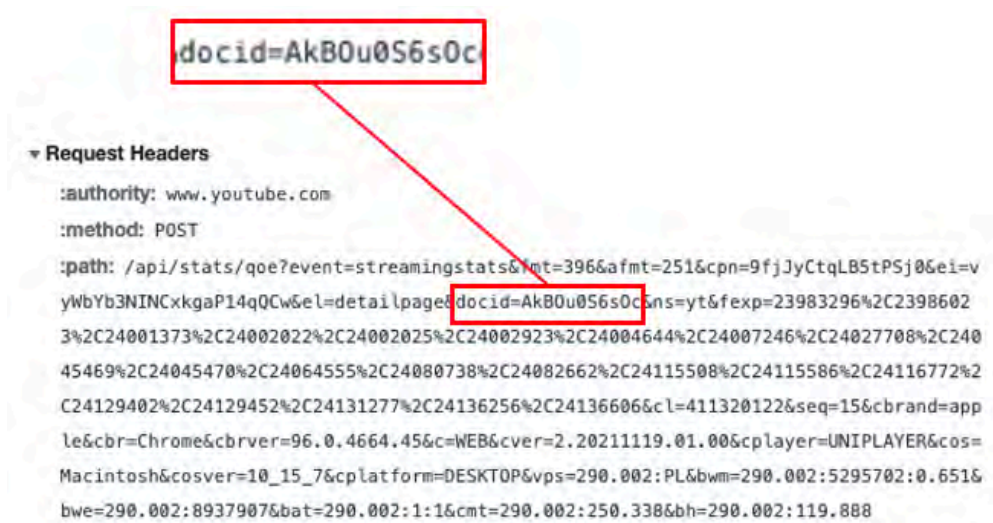 docid=AkBOu0S6sOc
▾ Request Headers
:authority: www.youtube.com
:method: POST
:path: /api/stats/qoe?event=streamingstats&fmt=396&afmt=251&cpn=9fjJyCtqLB5tPSj0&ei=v
yWbYb3NINCxkgaP14qQCw&el=detailpage&docid=AkBOu0S6sOc&ns=yt&fexp=23983296%2C2398602
3%2C24001373%2C24002022%2C24002025%2C24002923%2C24004644%2C24007246%2C24027708%2C240
45469%2C24045470%2C24064555%2C24080738%2C24082662%2C24115508%2C24115586%2C24116772%2
C24129402%2C24129452%2C24131277%2C24136256%2C24136606&cl=411320122&seq=15&cbrand=app
le&cbr=Chrome&cbrver=96.0.4664.45&c=WEB&cver=2.20211119.01.00&cplayer=UNIPLAYER&cos=
Macintosh&cosver=10_15_7&cplatform=DESKTOP&vps=290.002:PL&bwm=290.002:5295702:0.651&
bwe=290.002:8937907&bat=290.002:1:1&cmt=290.002:250.338&bh=290.002:119.888